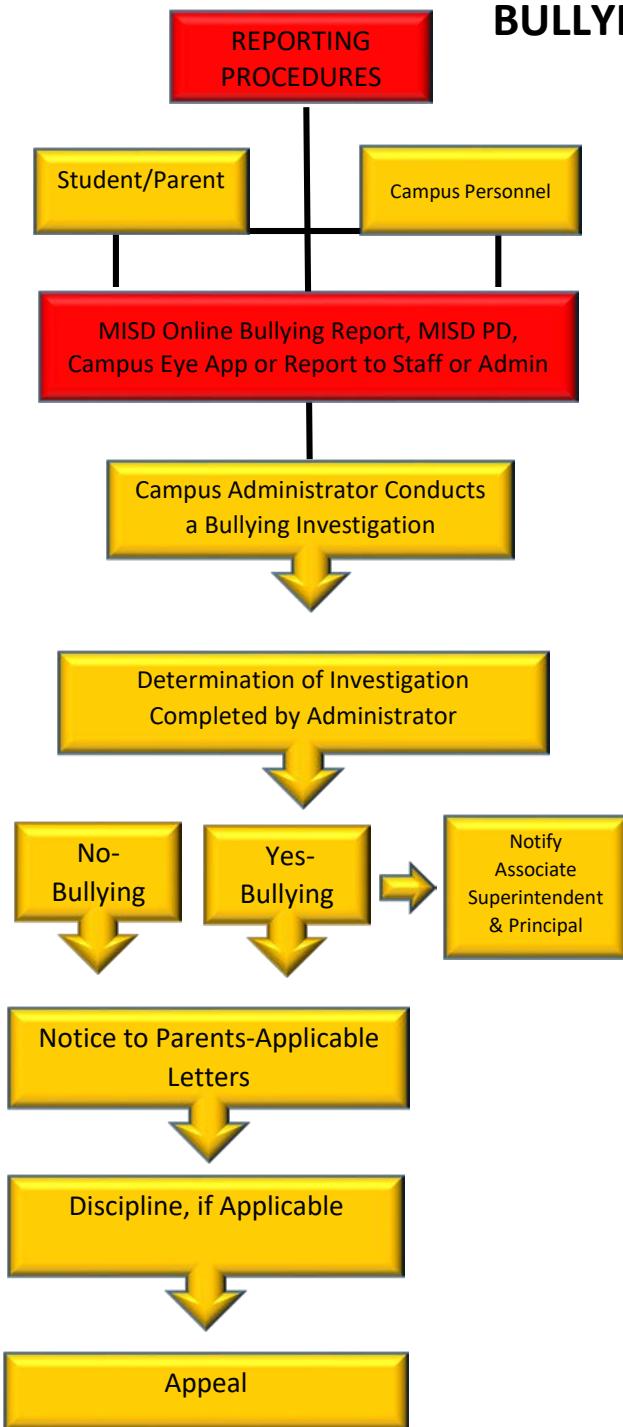 BULLYI
REPORTING
PROCEDURES
Student/Parent
Campus Personnel
MISD Online Bullying Report, MISD PD,
Campus Eye App or Report to Staff or Admin
Campus Administrator Conducts
a Bullying Investigation
Determination of Investigation
Completed by Administrator
No-
Bullying
Yes-
Bullying
Notify
Associate
Superintendent
& Principal
Notice to Parents-Applicable
Letters
Discipline, if Applicable
Appeal